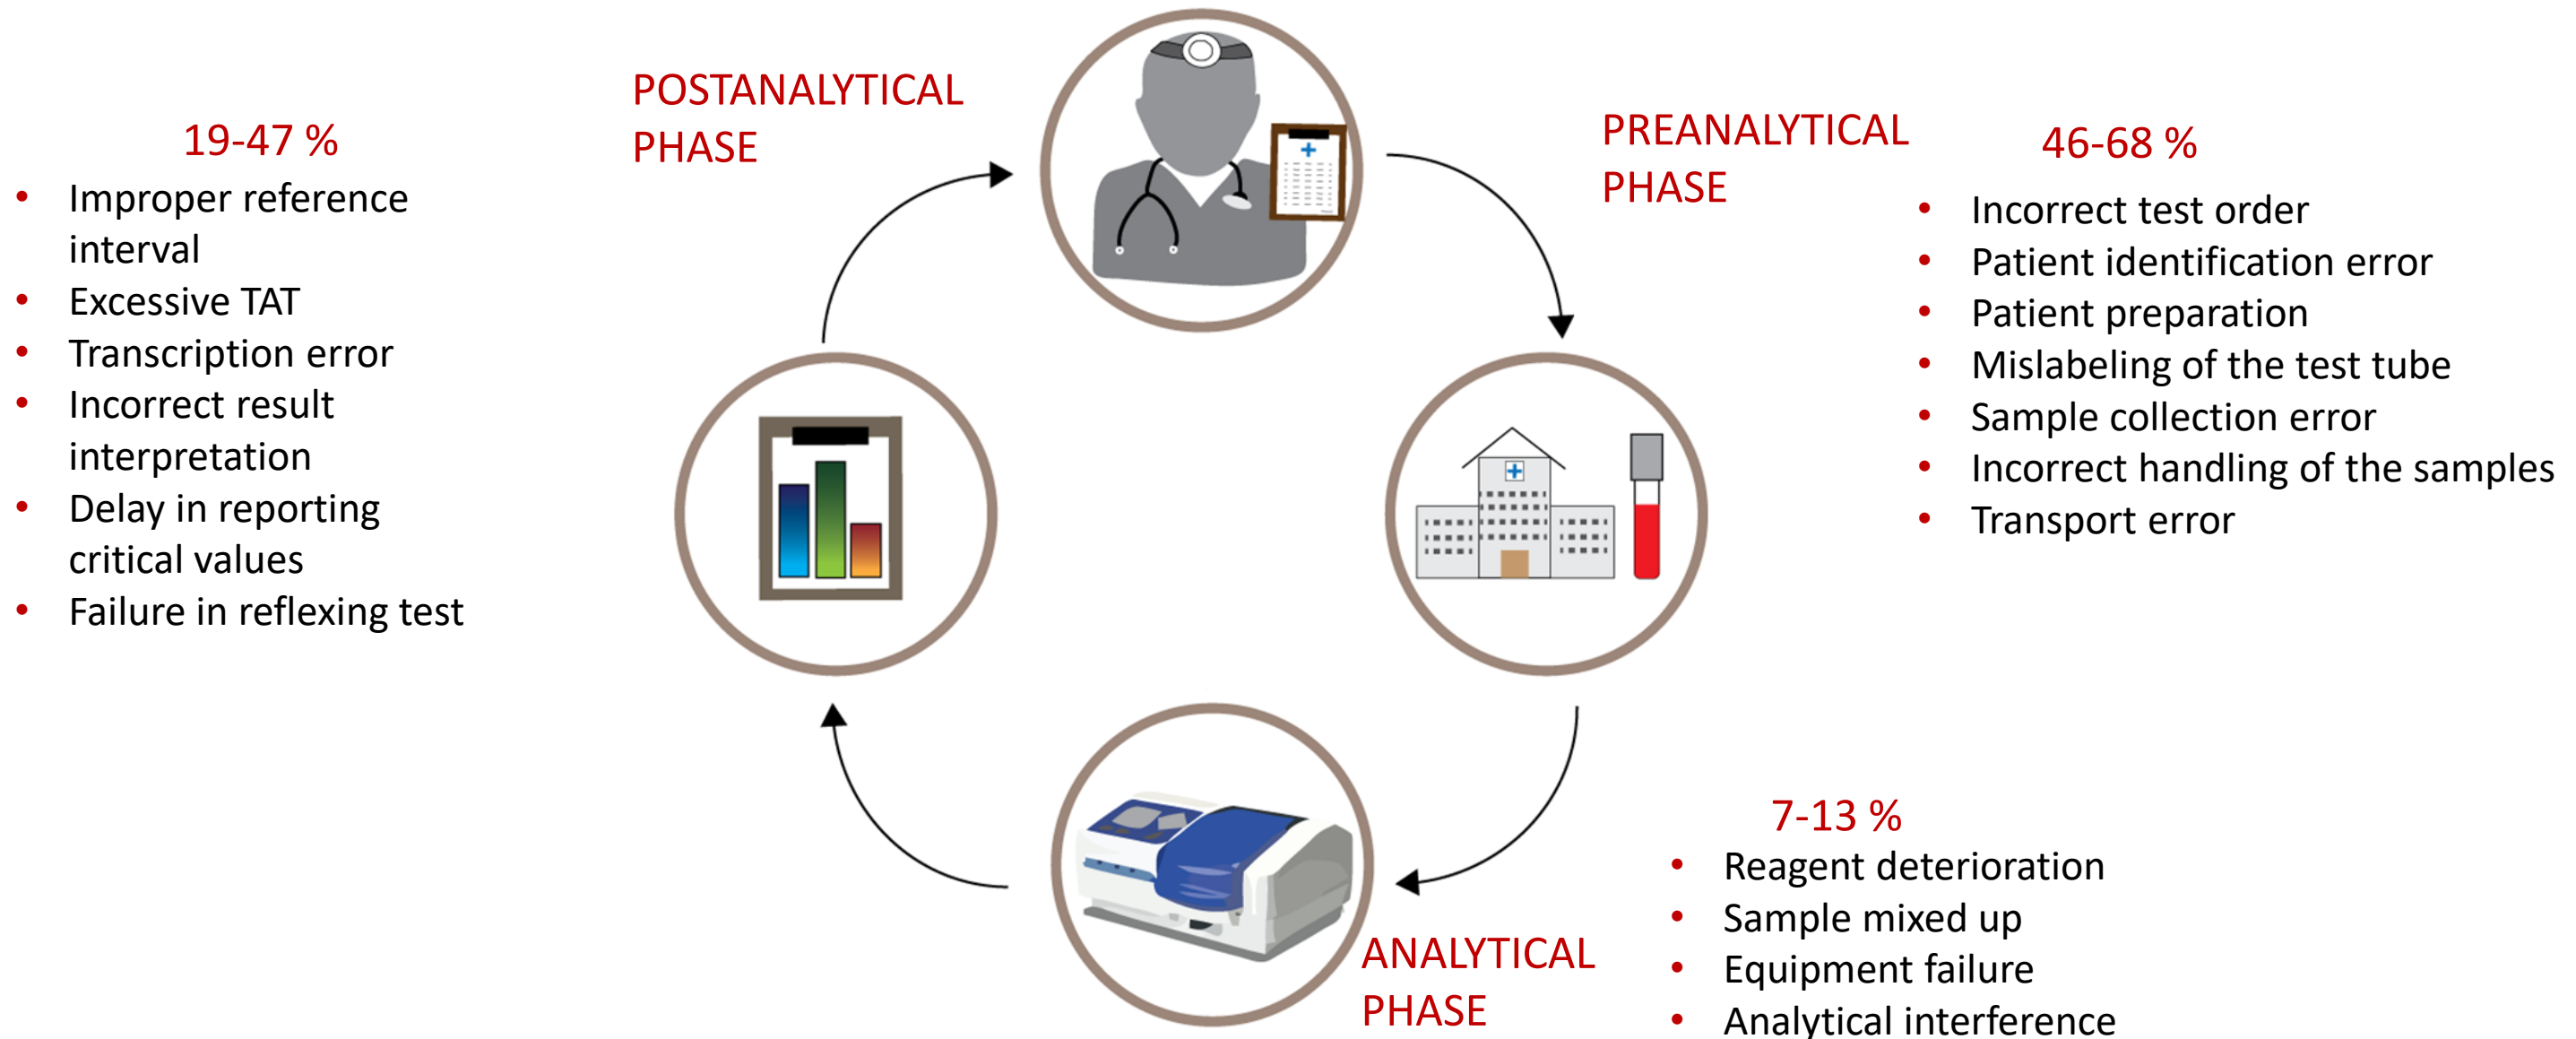 POSTANALYTICAL
PHASE
19-47 %
• Improper reference
interval
• Excessive TAT
• Transcription error
• Incorrect result
interpretation
• Delay in reporting
critical values
• Failure in reflexing test
PREANALYTICAL
PHASE
46-68 %
• Incorrect test order
• Patient identification error
• Patient preparation
• Mislabeling of the test tube
• Sample collection error
• Incorrect handling of the samples
• Transport error
7-13 %
• Reagent deterioration
• Sample mixed up
• Equipment failure
• Analytical interference
ANALYTICAL
PHASE